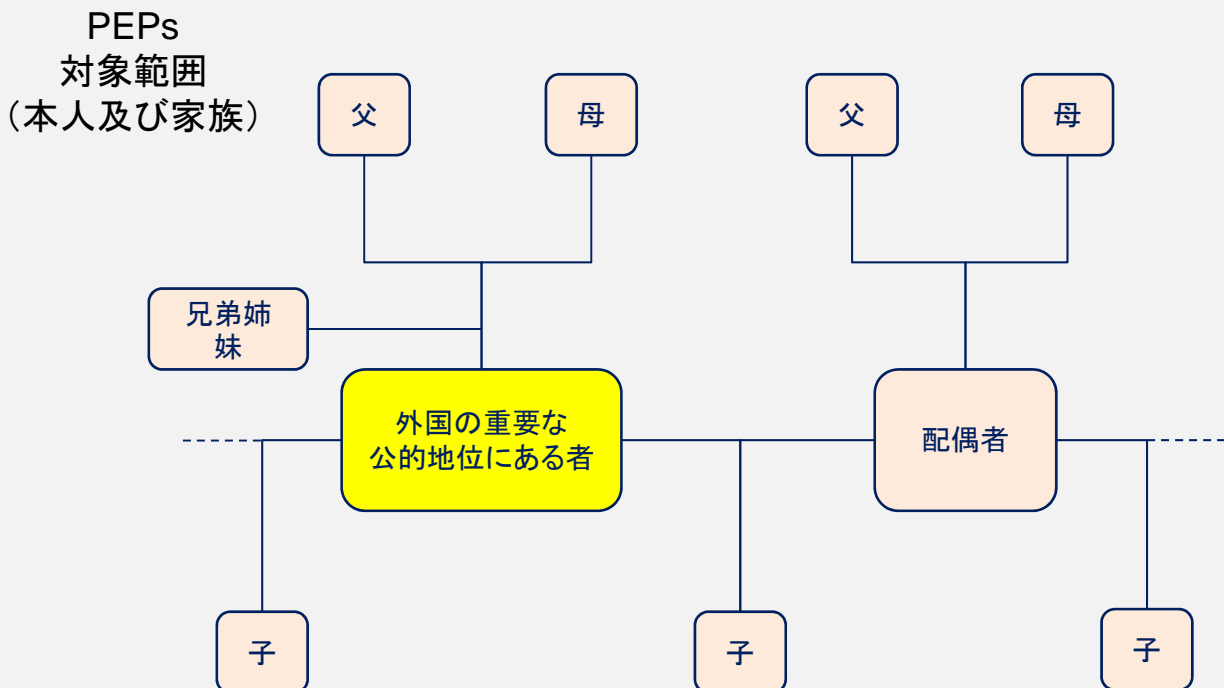 PEPs
対象範囲
（本人及び家族）
父
母
父
母
兄弟姉
妹
外国の重要な
公的地位にある者
配偶者
子
子
子